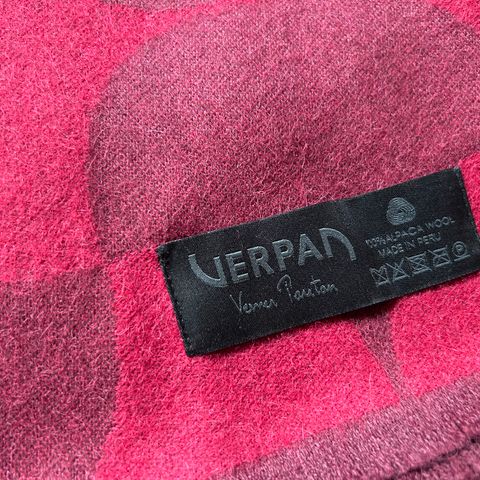 VERPAN
Verner Panton
100% ALPACA WOOL
MADE IN PERU